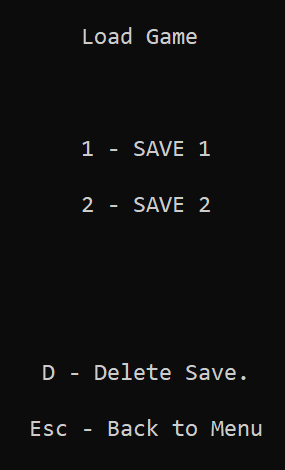 Load Game
1 - SAVE 1
2 - SAVE 2
D - Delete Save.
Esc - Back to Menu